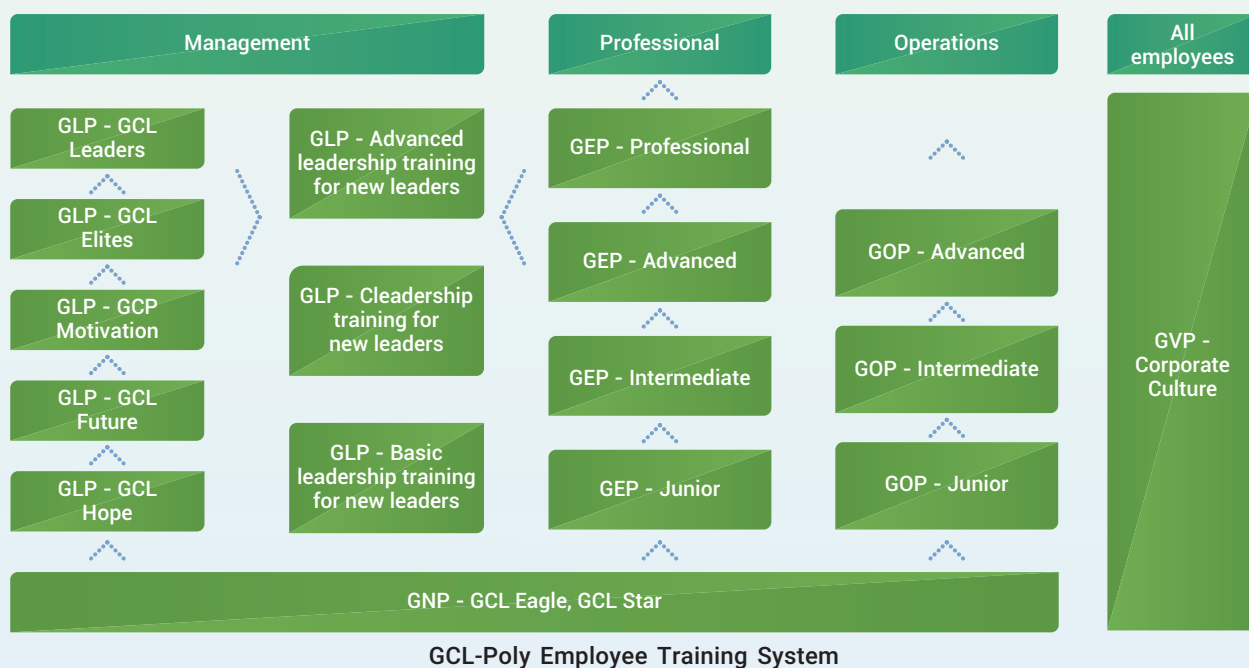 Management
Professional
Operations
All
employees
GLP - GCL
Leaders
GLP - GCL
Elites
GLP - GCP
Motivation
GLP - GCL
Future
GLP - GCL
Hope
GLP - Advanced
leadership training
for new leaders
GLP - Cleadership
training for
new leaders
GLP - Basic
leadership training
for new leaders
GEP - Professional
GEP - Advanced
GEP - Intermediate
GEP - Junior
GOP - Advanced
GOP - Intermediate
GOP - Junior
GVP -
Corporate
Culture
GNP - GCL Eagle, GCL Star
GCL-Poly Employee Training System